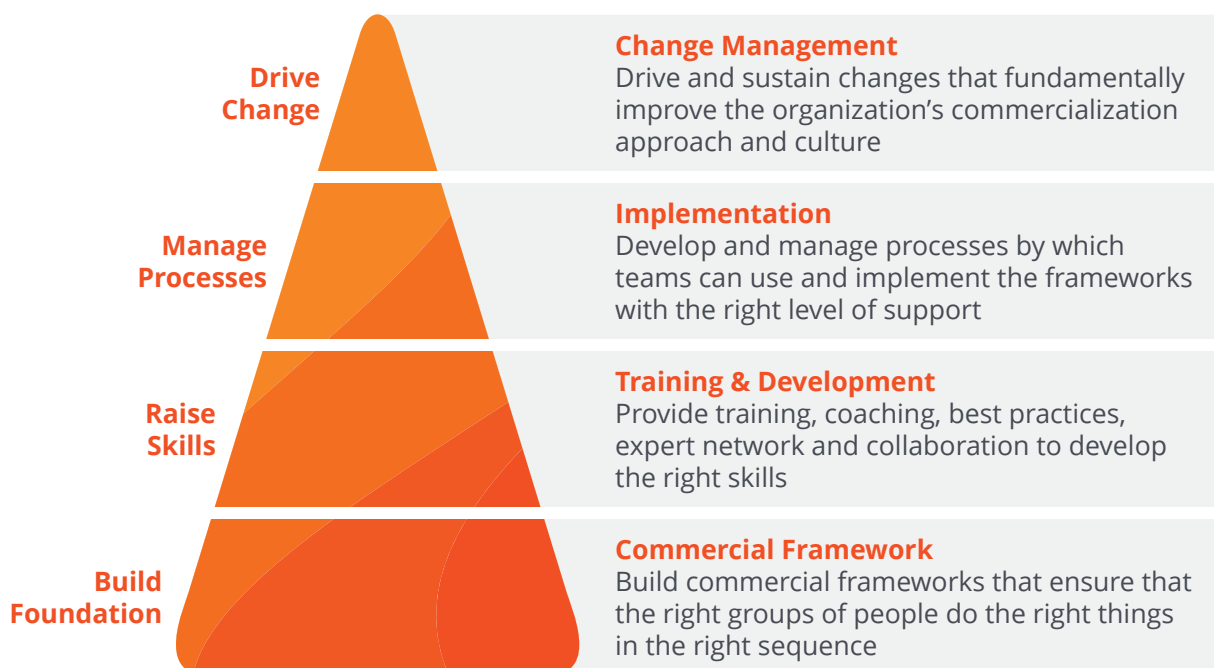 Drive
Change
Change Management
Drive and sustain changes that fundamentally
improve the organization’s commercialization
approach and culture
Manage
Processes
Implementation
Develop and manage processes by which
teams can use and implement the frameworks
with the right level of support
Raise
Skills
Training & Development
Provide training, coaching, best practices,
expert network and collaboration to develop
the right skills
Build
Foundation
Commercial Framework
Build commercial frameworks that ensure that
the right groups of people do the right things
in the right sequence